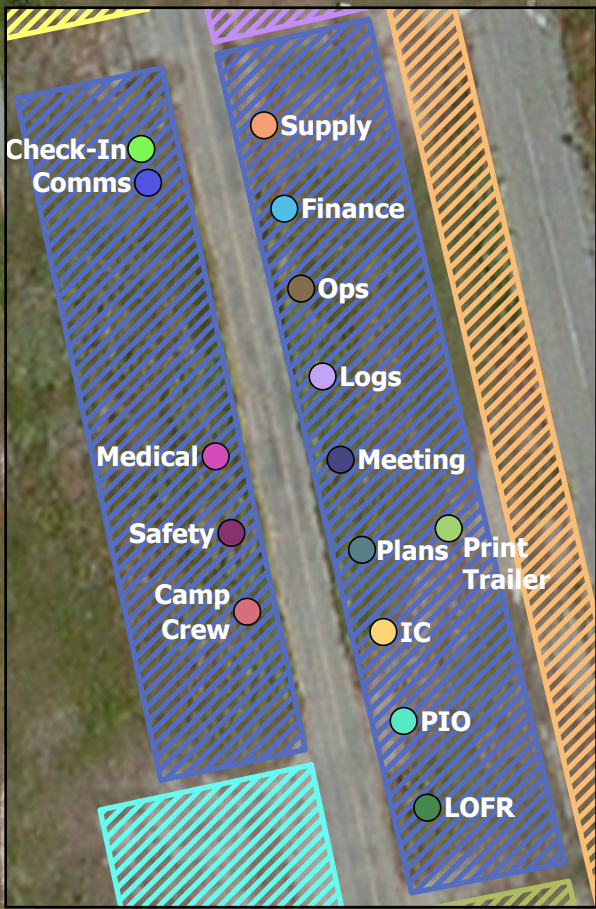 Supply
Check-In
Comms
Finance
Ops
Logs
Medical
Meeting
Safety
Plans
Print
Trailer
Camp
Crew
IC
PIO
LOFR